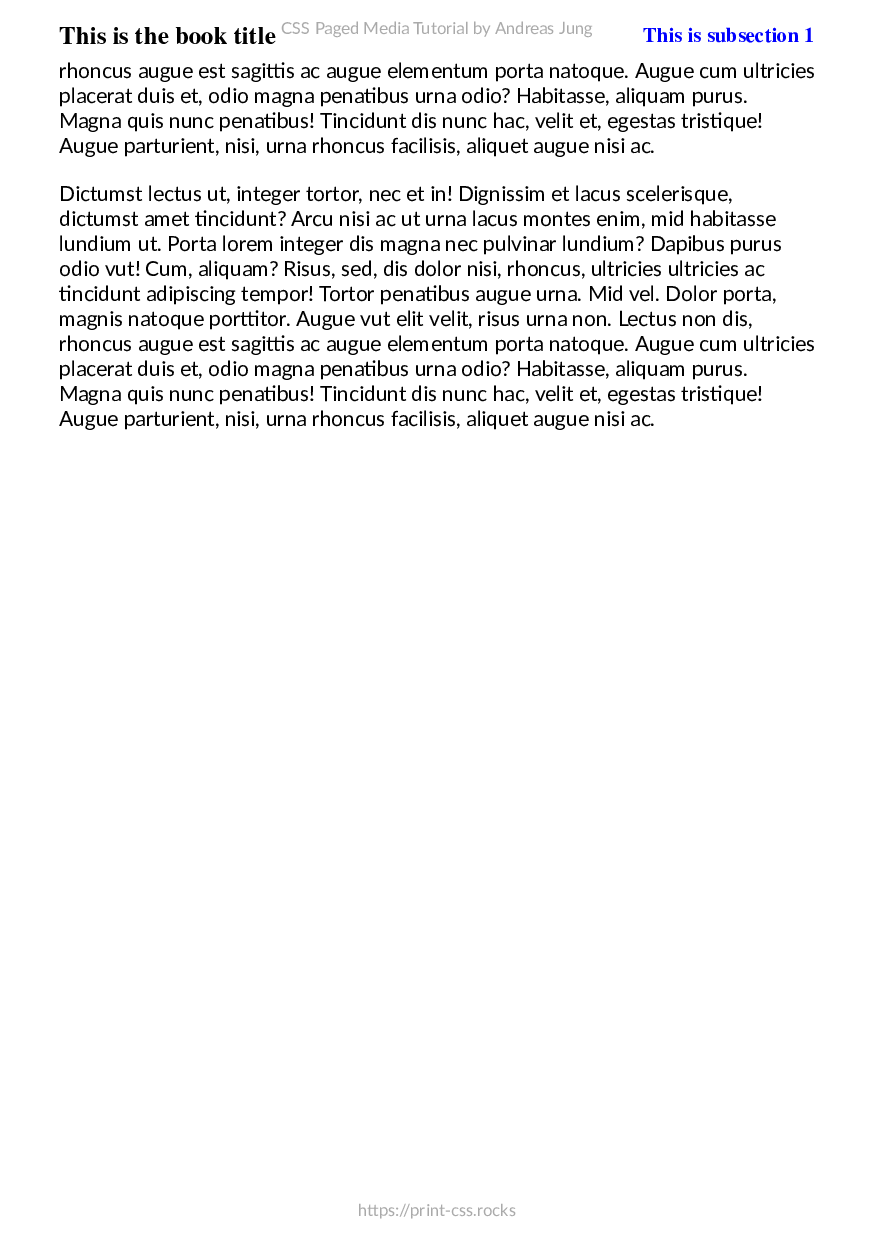 This is the book title CSS Paged Media Tutorial by Andreas Jung This is subsection 1
rhoncus augue est sagittis ac augue elementum porta natoque. Augue cum ultricies
placerat duis et, odio magna penatibus urna odio? Habitasse, aliquam purus.
Magna quis nunc penatibus! Tincidunt dis nunc hac, velit et, egestas tristique!
Augue parturient, nisi, urna rhoncus facilisis, aliquet augue nisi ac.
Dictumst lectus ut, integer tortor, nec et in! Dignissim et lacus scelerisque,
dictumst amet tincidunt? Arcu nisi ac ut urna lacus montes enim, mid habitasse
lundium ut. Porta lorem integer dis magna nec pulvinar lundium? Dapibus purus
odio vut! Cum, aliquam? Risus, sed, dis dolor nisi, rhoncus, ultricies ultricies ac
tincidunt adipiscing tempor! Tortor penatibus augue urna. Mid vel. Dolor porta,
magnis natoque porttitor. Augue vut elit velit, risus urna non. Lectus non dis,
rhoncus augue est sagittis ac augue elementum porta natoque. Augue cum ultricies
placerat duis et, odio magna penatibus urna odio? Habitasse, aliquam purus.
Magna quis nunc penatibus! Tincidunt dis nunc hac, velit et, egestas tristique!
Augue parturient, nisi, urna rhoncus facilisis, aliquet augue nisi ac.
https://print-css.rocks